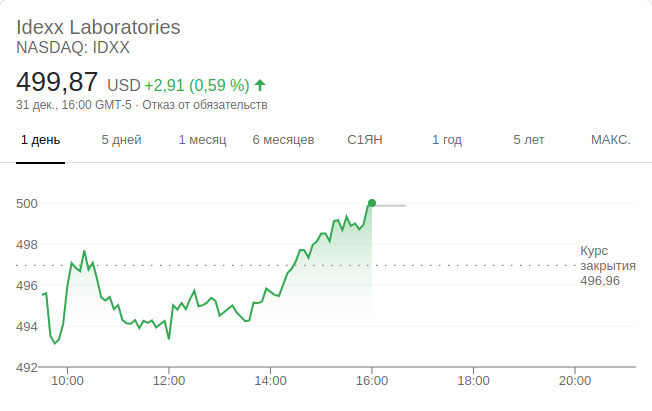 Idexx Laboratories
NASDAQ: IDXX
499,87 USD +2,91 (0,59 %)
31 дек., 16:00 GMT-5 · Отказ от обязательств
1 день 5 дней 1 месяц 6 месяцев С1ЯН 1 год 5 лет МАКС.
500
498
496
494
492
Курс
закрытия
496,96
10:00 12:00 14:00 16:00 18:00 20:00